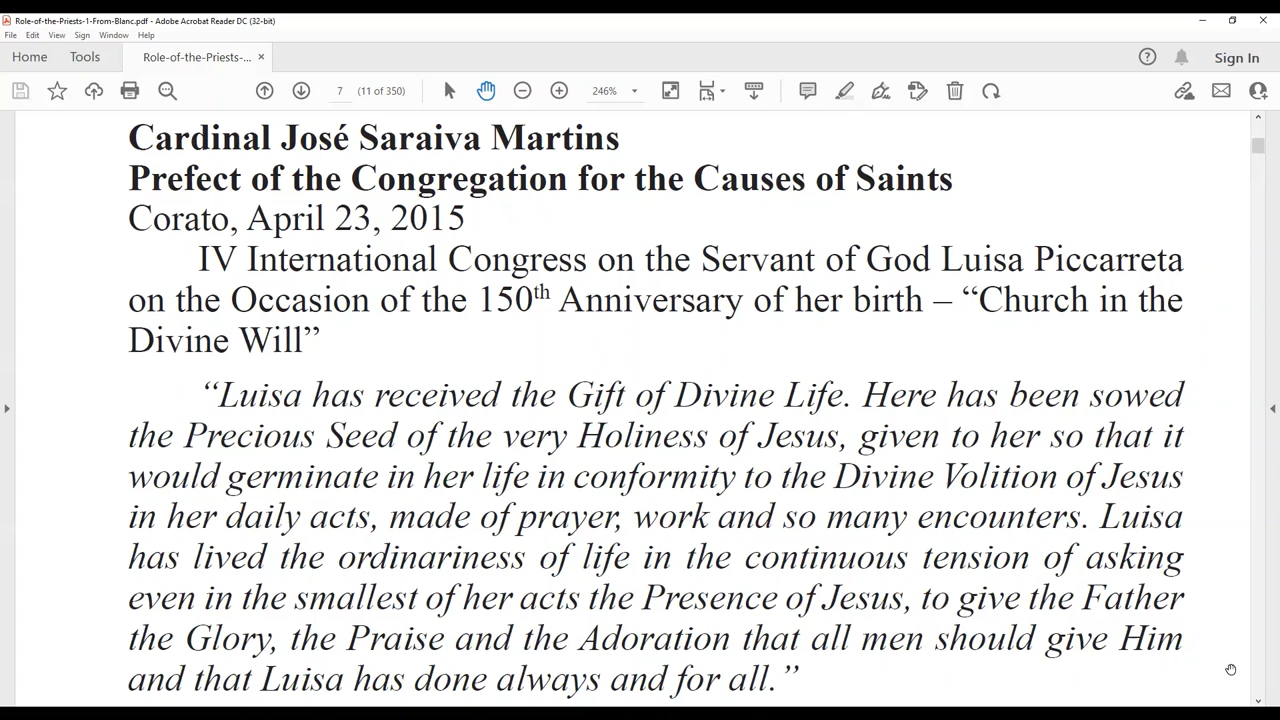 Role-of-the-Priests-1-From-Blanc.pdf - Adobe Acrobat Reader DC (32-bit)
File Edit View Sign Window Help
Home Tools Role-of-the-Priests-... × Sign In
7 (11 of 350) 246%
Cardinal José Saraiva Martins
Prefect of the Congregation for the Causes of Saints
Corato, April 23, 2015
IV International Congress on the Servant of God Luisa Piccarreta
on the Occasion of the 150th Anniversary of her birth – “Church in the
Divine Will”
“Luisa has received the Gift of Divine Life. Here has been sowed
the Precious Seed of the very Holiness of Jesus, given to her so that it
would germinate in her life in conformity to the Divine Volition of Jesus
in her daily acts, made of prayer, work and so many encounters. Luisa
has lived the ordinariness of life in the continuous tension of asking
even in the smallest of her acts the Presence of Jesus, to give the Father
the Glory, the Praise and the Adoration that all men should give Him
and that Luisa has done always and for all.”